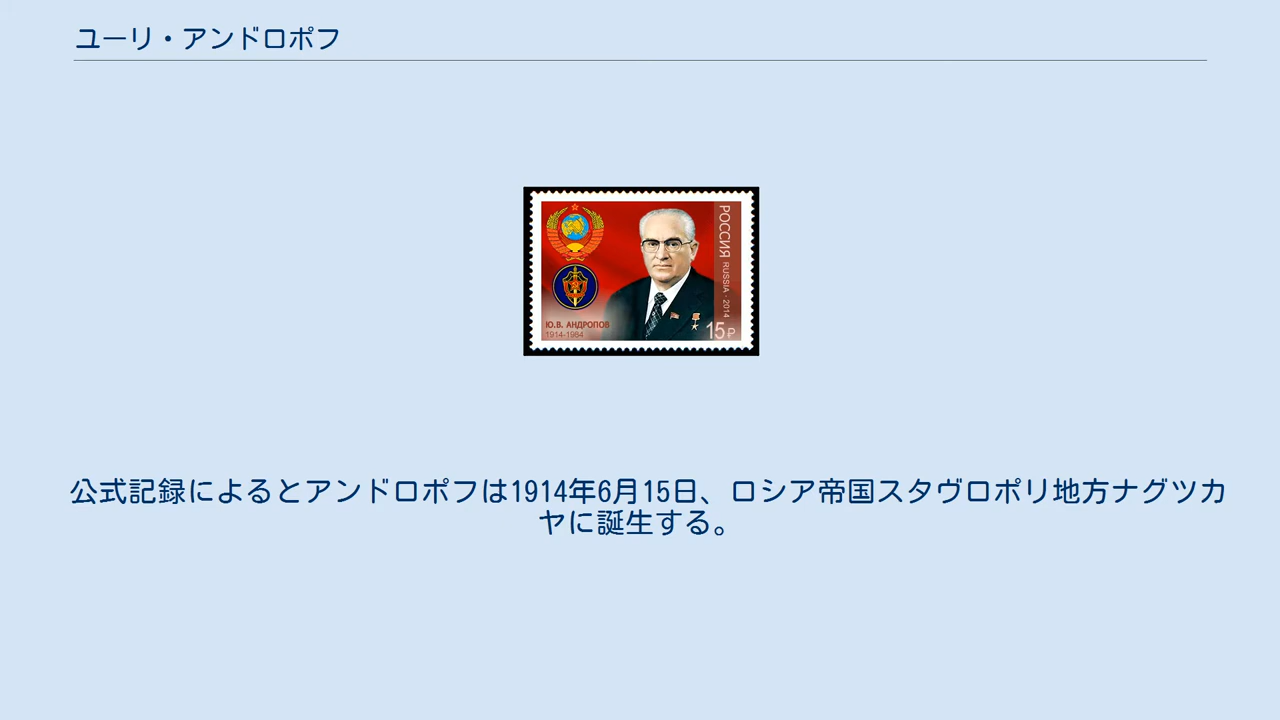 ユーリ・アンドロポフ
РОССИЯ RUSSIA · 2014
Ю.В. АНДРОПОВ
1914-1984
15₽
公式記録によるとアンドロポフは1914年6月15日、ロシア帝国スタヴロポリ地方ナグツカ
ヤに誕生する。